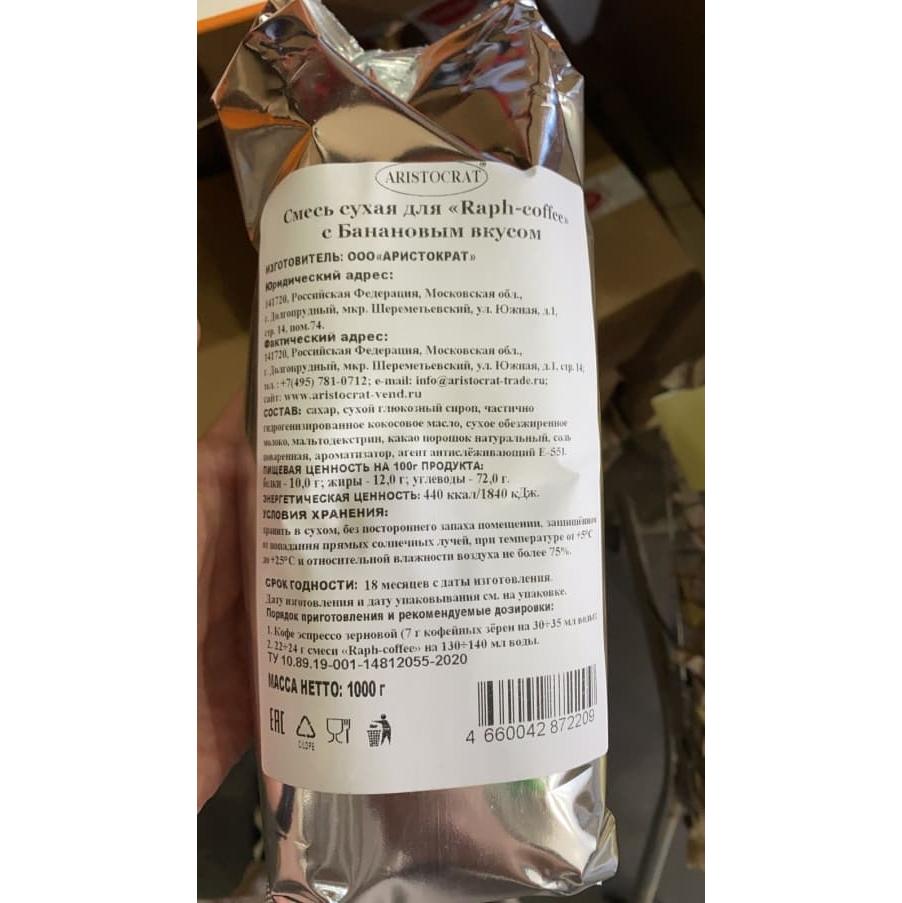 ARISTOCRAT™
Смесь сухая для «Raph-coffee»
с Банановым вкусом
ИЗГОТОВИТЕЛЬ: ООО«АРИСТОКРАТ»
Юридический адрес:
141720, Российская Федерация, Московская обл.,
г. Долгопрудный, мкр. Шереметьевский, ул. Южная, д.1,
стр. 14, пом.74.
Фактический адрес:
141720, Российская Федерация, Московская обл.,
г. Долгопрудный, мкр. Шереметьевский, ул. Южная, д.1, стр. 14;
тел.: +7(495) 781-0712; e-mail: info@aristocrat-trade.ru;
сайт: www.aristocrat-vend.ru
СОСТАВ: сахар, сухой глюкозный сироп, частично
гидрогенизированное кокосовое масло, сухое обезжиренное
молоко, мальтодекстрин, какао порошок натуральный, соль
поваренная, ароматизатор, агент антислёживающий Е-551.
ПИЩЕВАЯ ЦЕННОСТЬ НА 100г ПРОДУКТА:
белки - 10,0 г; жиры - 12,0 г; углеводы - 72,0 г.
ЭНЕРГЕТИЧЕСКАЯ ЦЕННОСТЬ: 440 ккал/1840 кДж.
УСЛОВИЯ ХРАНЕНИЯ:
хранить в сухом, без постороннего запаха помещении, защищённом
от попадания прямых солнечных лучей, при температуре от +5°С
до +25°С и относительной влажности воздуха не более 75%.
СРОК ГОДНОСТИ: 18 месяцев с даты изготовления.
Дату изготовления и дату упаковывания см. на упаковке.
Порядок приготовления и рекомендуемые дозировки:
1. Кофе эспрессо зерновой (7 г кофейных зёрен на 30÷35 мл воды;
2. 22÷24 г смеси «Raph-coffee» на 130÷140 мл воды.
ТУ 10.89.19-001-14812055-2020
МАССА НЕТТО: 1000 г
EAC
C/LDPE
4 660042 872209